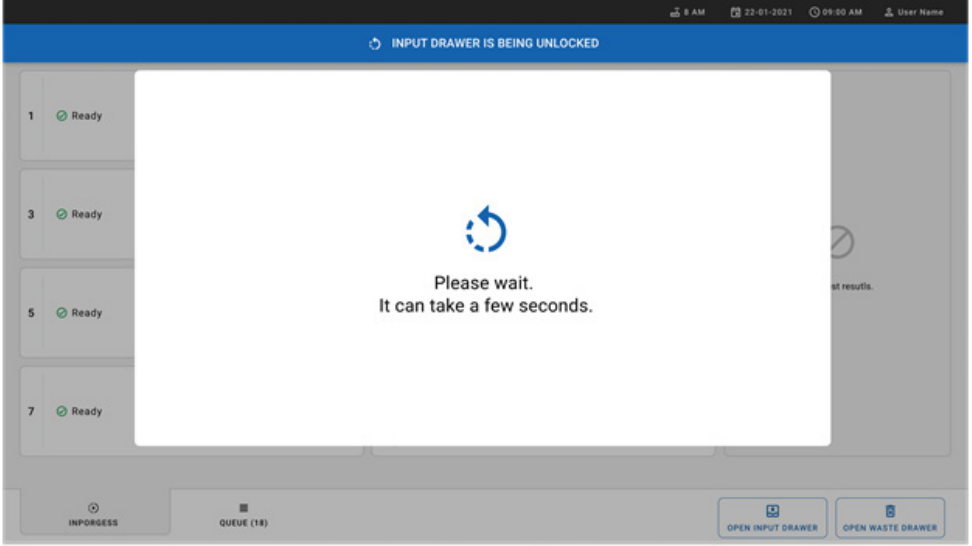 8 AM 22-01-2021 09:00 AM User Name
INPUT DRAWER IS BEING UNLOCKED
1 Ready
3 Ready
5 Ready
7 Ready
Please wait.
It can take a few seconds.
resutls.
INPORGESS
QUEUE (18)
OPEN INPUT DRAWER
OPEN WASTE DRAWER